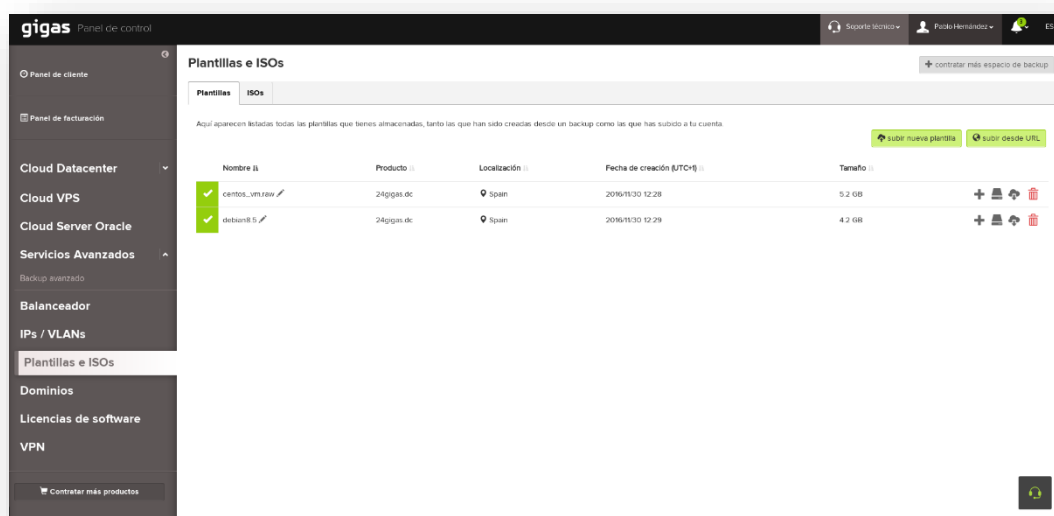 gigas Panel de control
Soporte técnico
Pablo Hernández
ES
Panel de cliente
Panel de facturación
Cloud Datacenter
Cloud VPS
Cloud Server Oracle
Servicios Avanzados
Backup avanzado
Balanceador
IPs / VLANs
Plantillas e ISOs
Dominios
Licencias de software
VPN
Contratar más productos
Plantillas e ISOs
contratar más espacio de backup
Plantillas ISOs
Aquí aparecen listadas todas las plantillas que tienes almacenadas, tanto las que han sido creadas desde un backup como las que has subido a tu cuenta
subir nueva plantilla subir desde URL
Nombre Producto Localización Fecha de creación (UTC+1) Tamaño
centos_vm.raw 24gigas.dc Spain 2016/11/30 12:28 5.2 GB
debian8.5 24gigas.dc Spain 2016/11/30 12:29 4.2 GB